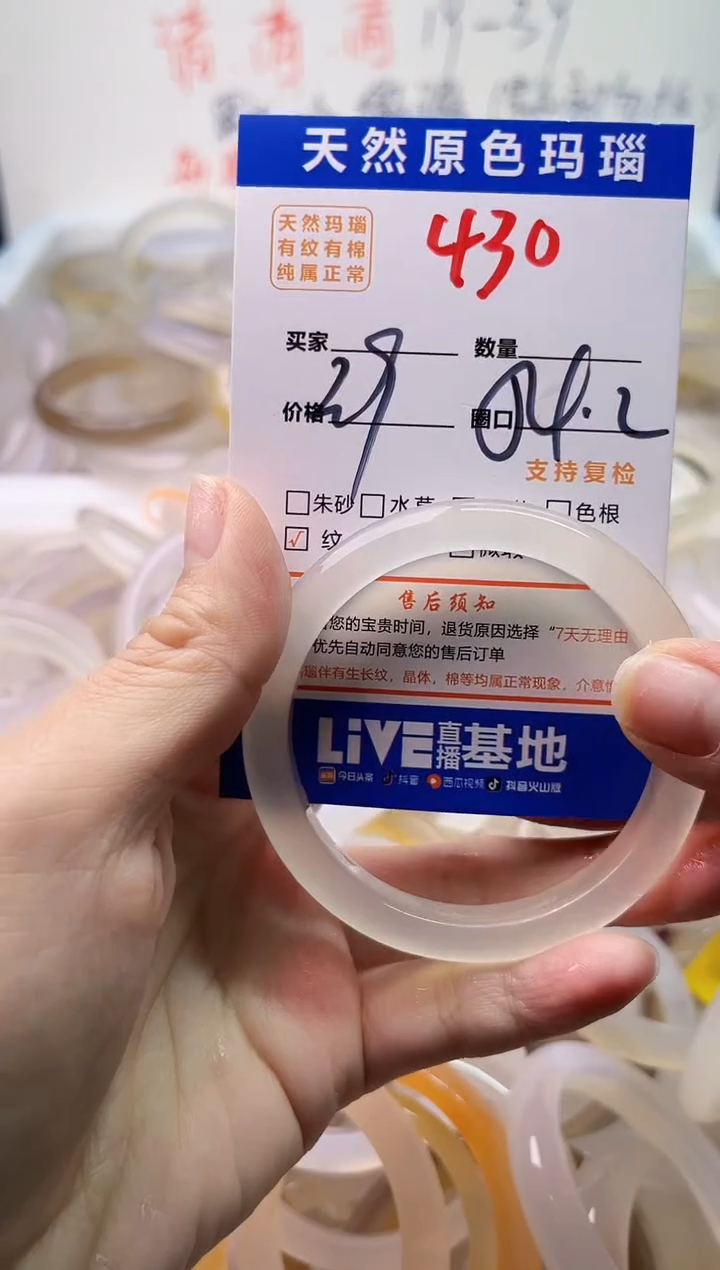 19-39
天然原色玛瑙
天然玛瑙
有纹有棉
纯属正常
430
买家 数量
价格 29 圈口 54.2
支持复检
朱砂 水草 色根
√ 纹
售后须知
您的宝贵时间，退货原因选择“7天无理由
优先自动同意您的售后订单
瑙伴有生长纹，晶体，棉等均属正常现象，介意
LiVE直播基地
今日头条 抖音 西瓜视频 抖音火山版